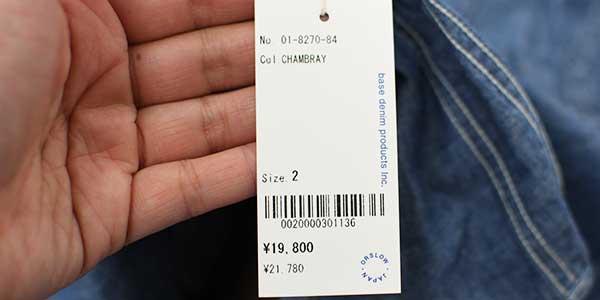 No. 01-8270-84
Col CHAMBRAY
base denim products Inc.
Size. 2
0020000301136
¥19,800
¥21,780
ORSLOW JAPAN